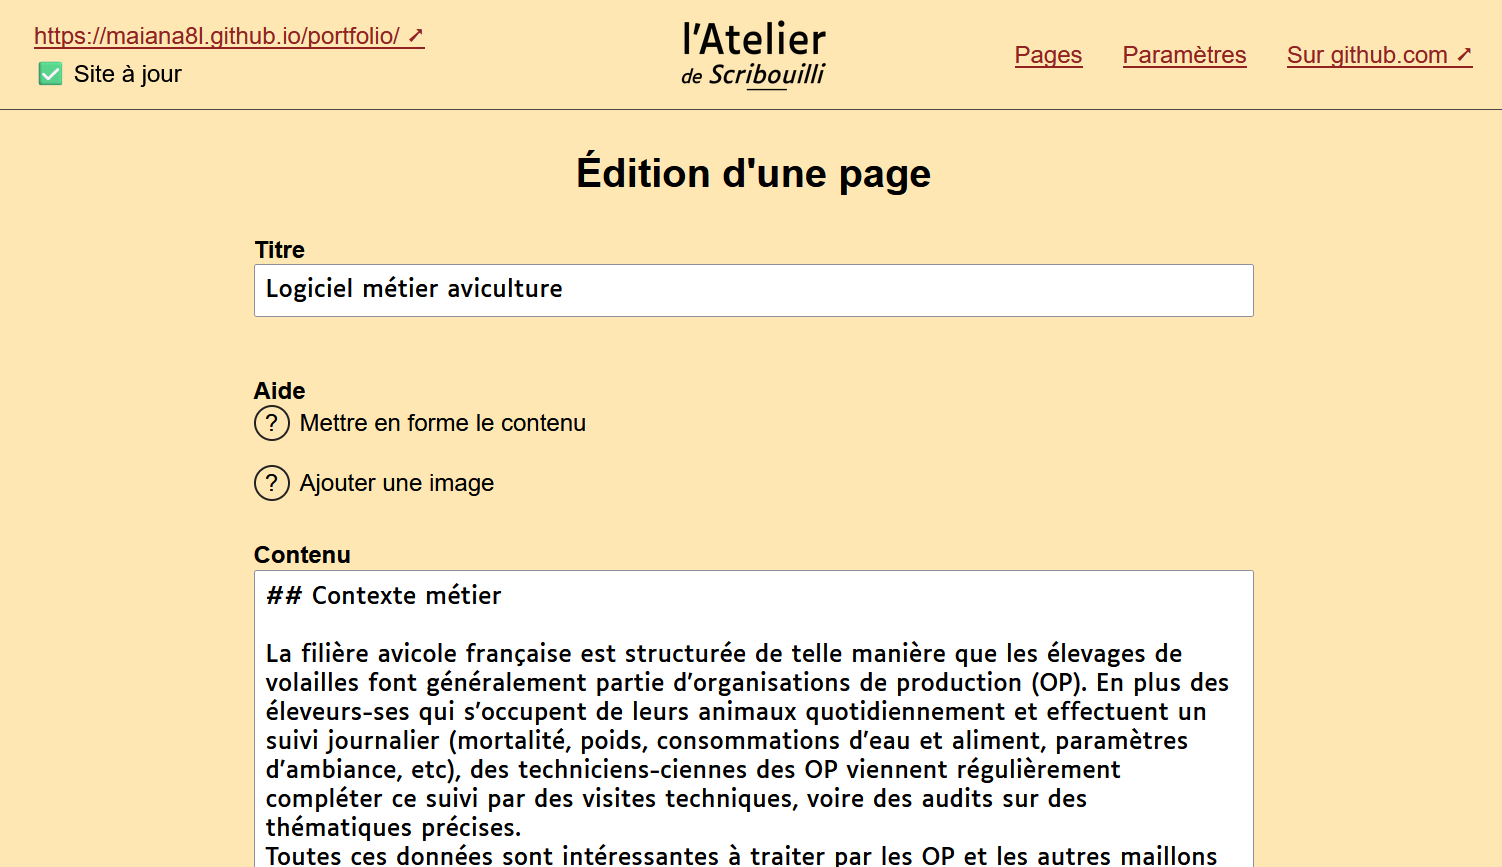 https://maiana8l.github.io/portfolio/ ➚
✅ Site à jour
l'Atelier
de Scribouilli
Pages
Paramètres
Sur github.com ➚
Édition d'une page
Titre
Logiciel métier aviculture
Aide
? Mettre en forme le contenu
? Ajouter une image
Contenu
## Contexte métier
La filière avicole française est structurée de telle manière que les élevages de
volailles font généralement partie d'organisations de production (OP). En plus des
éleveurs-ses qui s'occupent de leurs animaux quotidiennement et effectuent un
suivi journalier (mortalité, poids, consommations d'eau et aliment, paramètres
d'ambiance, etc), des techniciens-ciennes des OP viennent régulièrement
compléter ce suivi par des visites techniques, voire des audits sur des
thématiques précises.
Toutes ces données sont intéressantes à traiter par les OP et les autres maillons